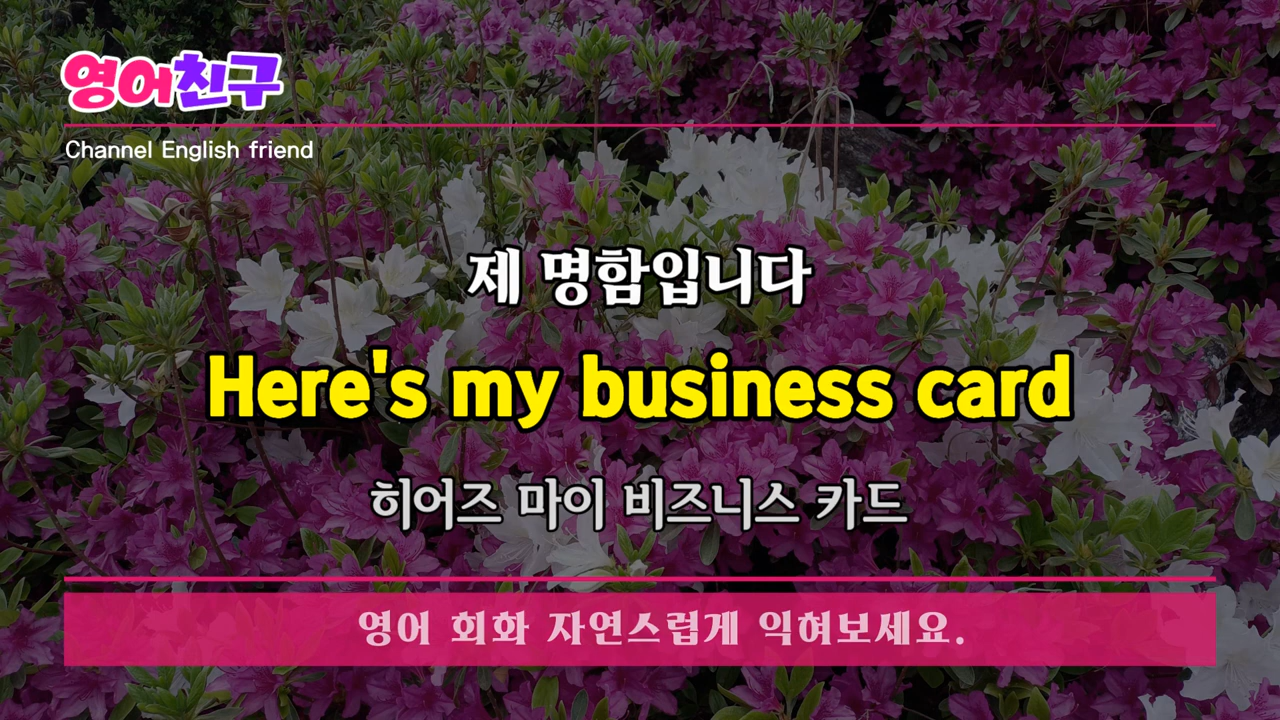 영어친구
Channel English friend
제 명함입니다
Here's my business card
히어즈 마이 비즈니스 카드
영어 회화 자연스럽게 익혀보세요.